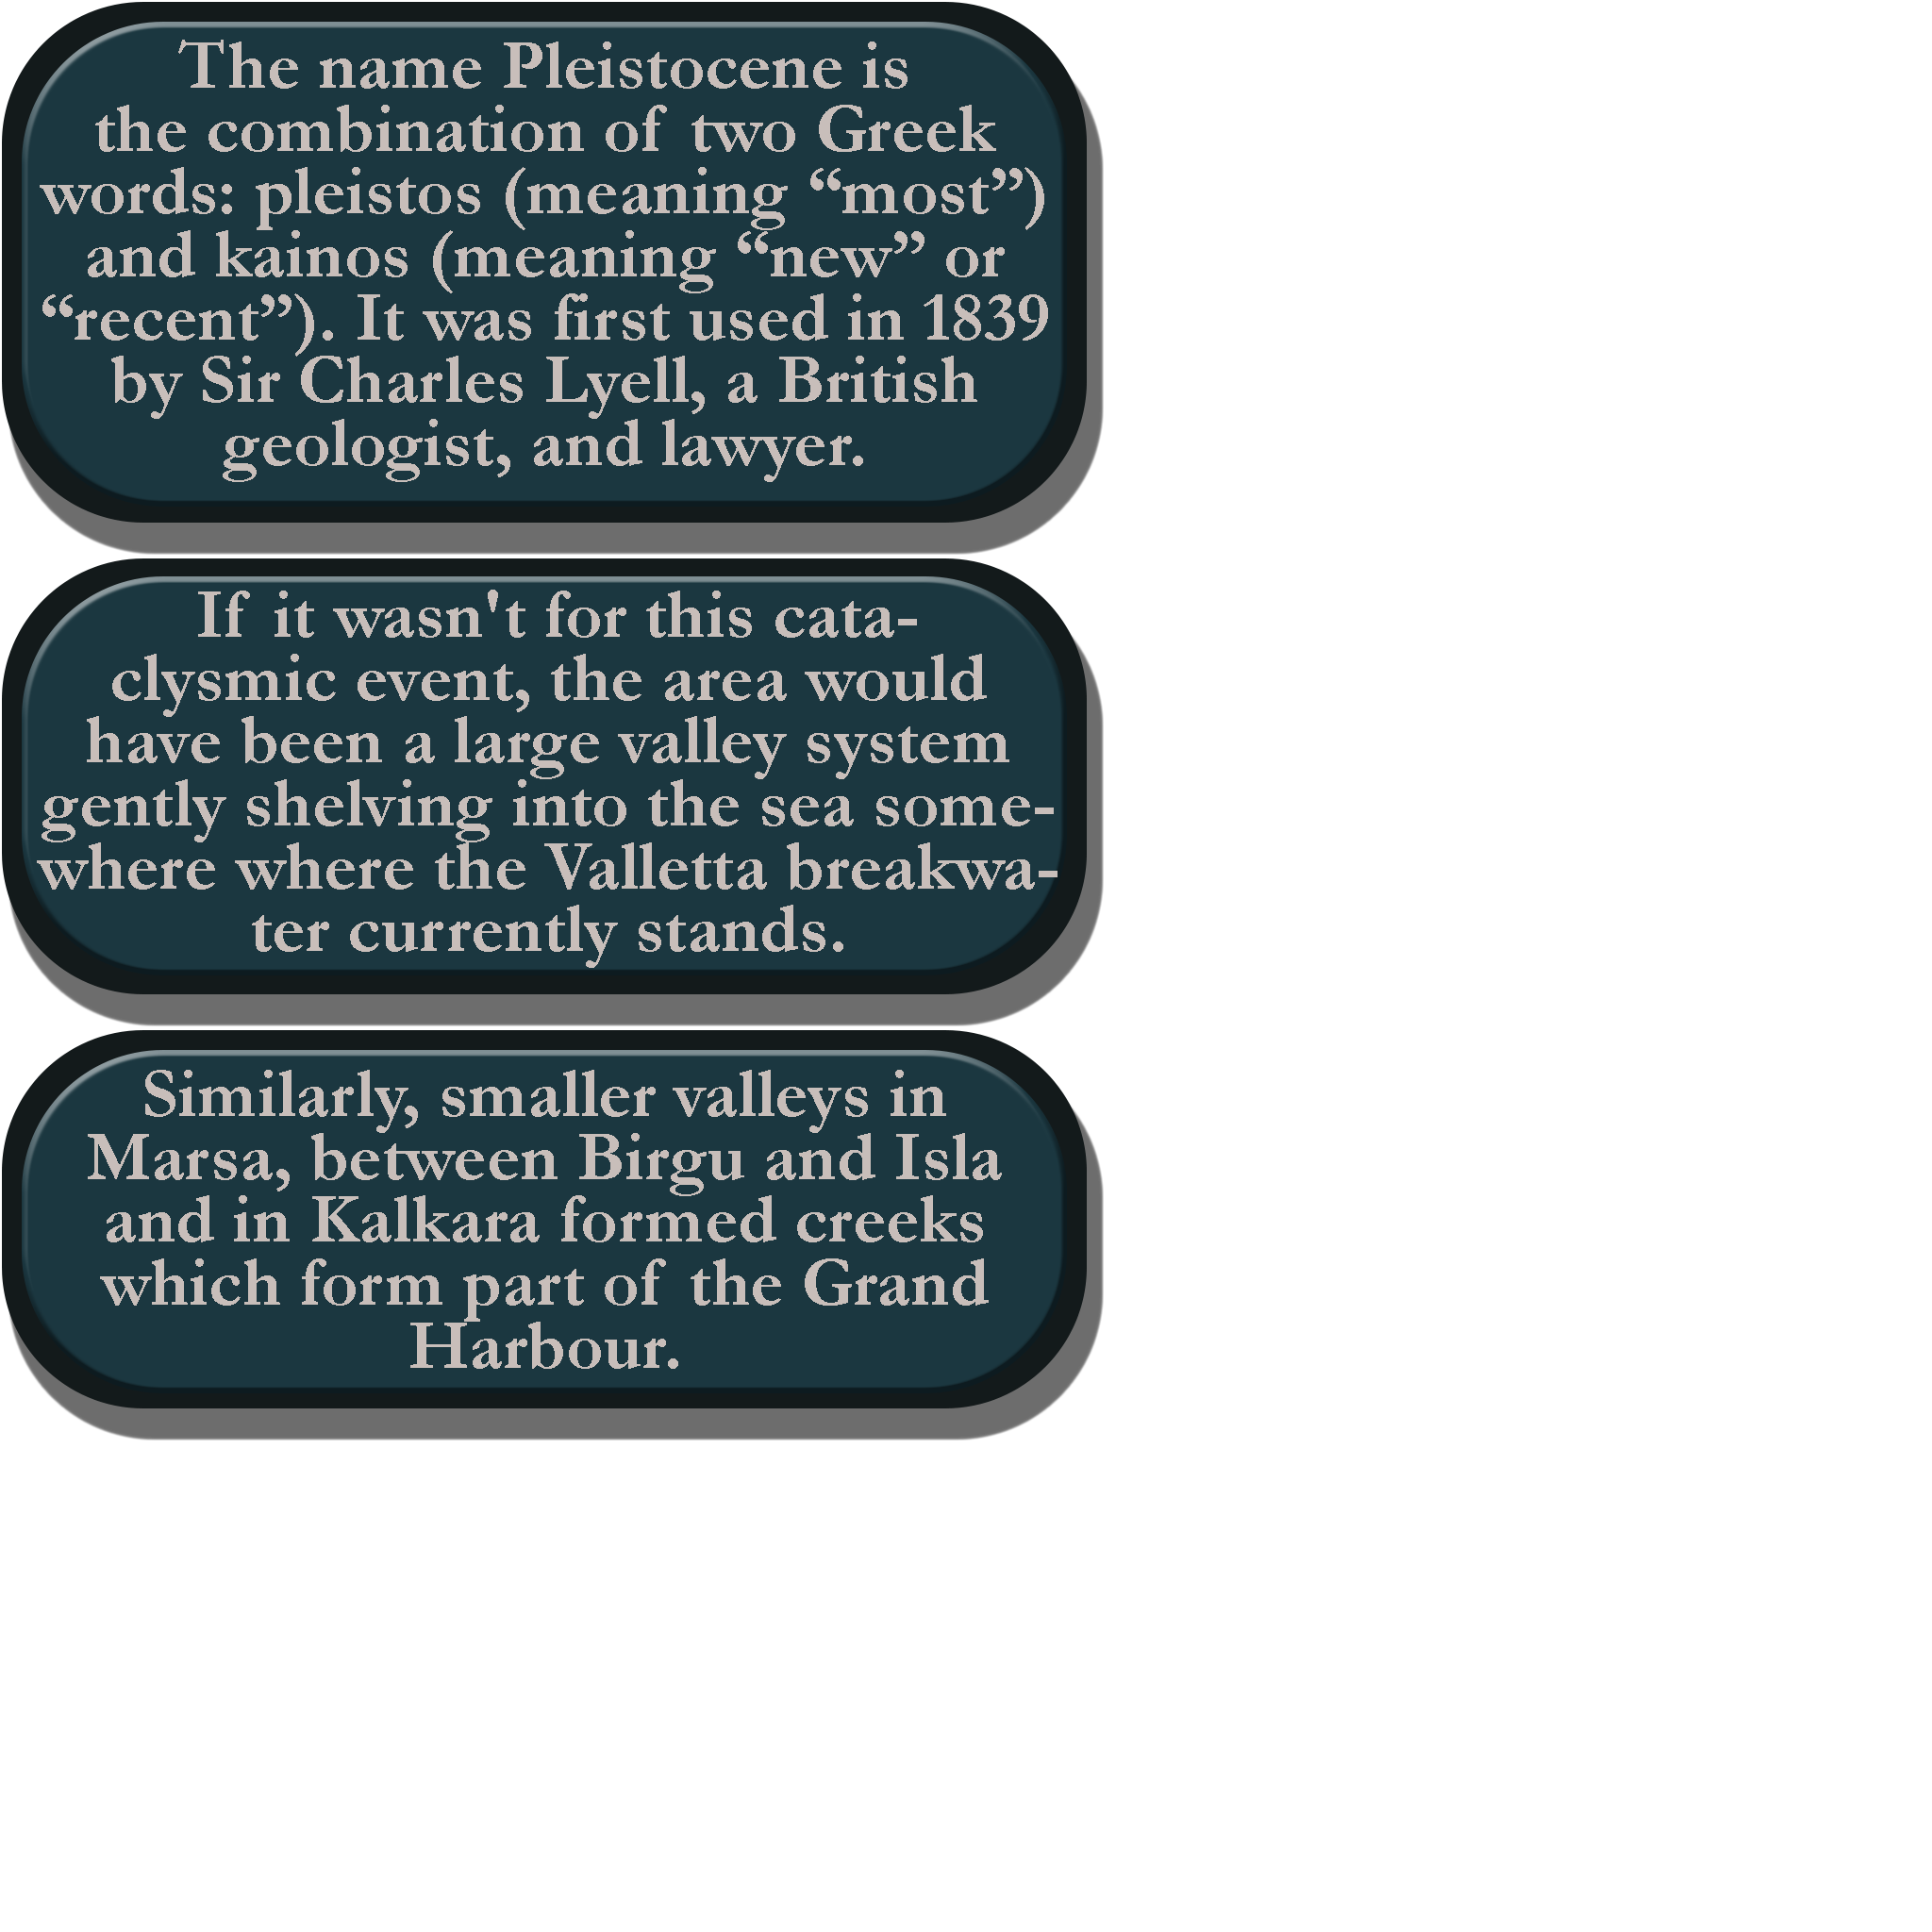 The name Pleistocene is
the combination of two Greek
words: pleistos (meaning “most”)
and kainos (meaning “new” or
“recent”). It was first used in 1839
by Sir Charles Lyell, a British
geologist, and lawyer.
If it wasn't for this cata-
clysmic event, the area would
have been a large valley system
gently shelving into the sea some-
where where the Valletta breakwa-
ter currently stands.
Similarly, smaller valleys in
Marsa, between Birgu and Isla
and in Kalkara formed creeks
which form part of the Grand
Harbour.